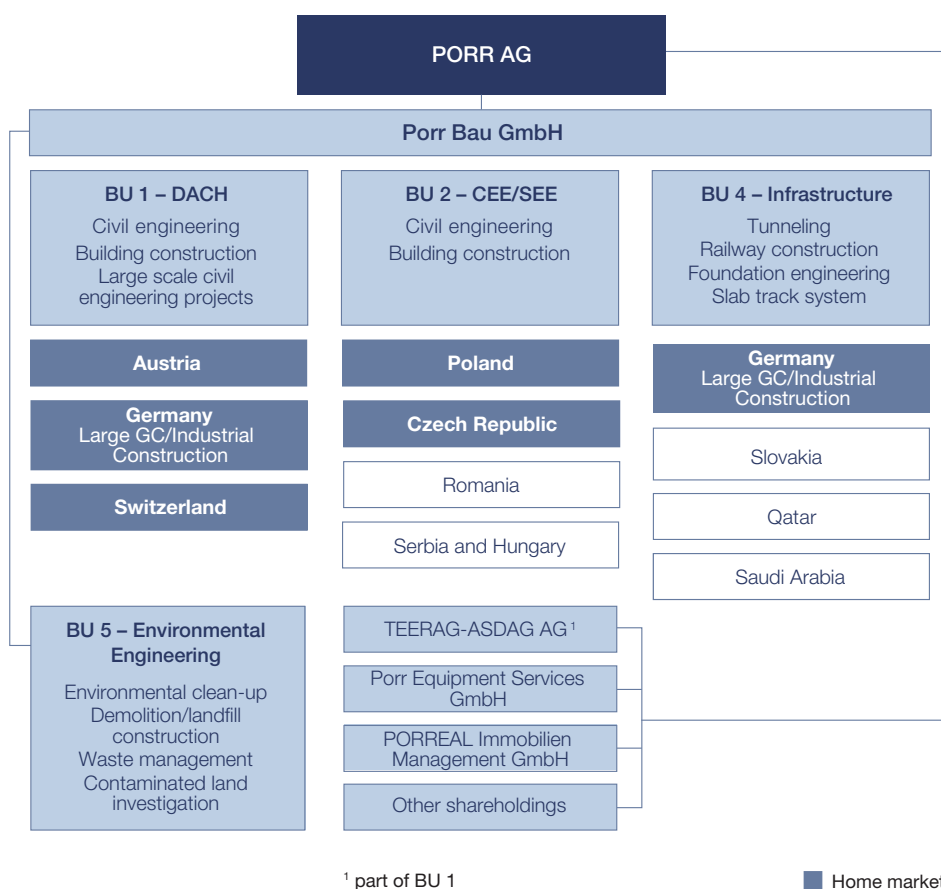 PORR AG
Porr Bau GmbH
BU 1 – DACH
Civil engineering
Building construction
Large scale civil
engineering projects
BU 2 – CEE/SEE
Civil engineering
Building construction
BU 4 – Infrastructure
Tunneling
Railway construction
Foundation engineering
Slab track system
Austria
Germany
Large GC/Industrial
Construction
Switzerland
Poland
Czech Republic
Romania
Serbia and Hungary
Germany
Large GC/Industrial
Construction
Slovakia
Qatar
Saudi Arabia
BU 5 – Environmental
Engineering
Environmental clean-up
Demolition/landfill
construction
Waste management
Contaminated land
investigation
TEERAG-ASDAG AG ¹
Porr Equipment Services
GmbH
PORREAL Immobilien
Management GmbH
Other shareholdings
¹ part of BU 1
Home market